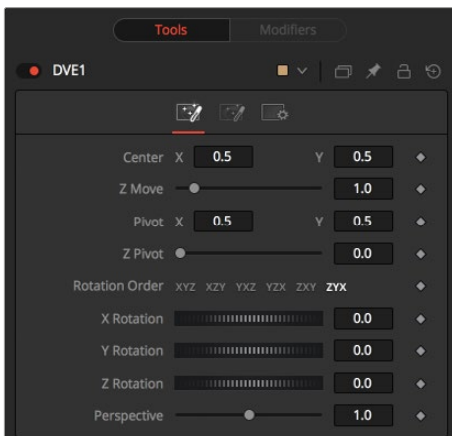 Tools Modifiers
DVE1
Center X 0.5 Y 0.5
Z Move 1.0
Pivot X 0.5 Y 0.5
Z Pivot 0.0
Rotation Order XYZ XZY YXZ YZX ZXY ZYX
X Rotation 0.0
Y Rotation 0.0
Z Rotation 0.0
Perspective 1.0